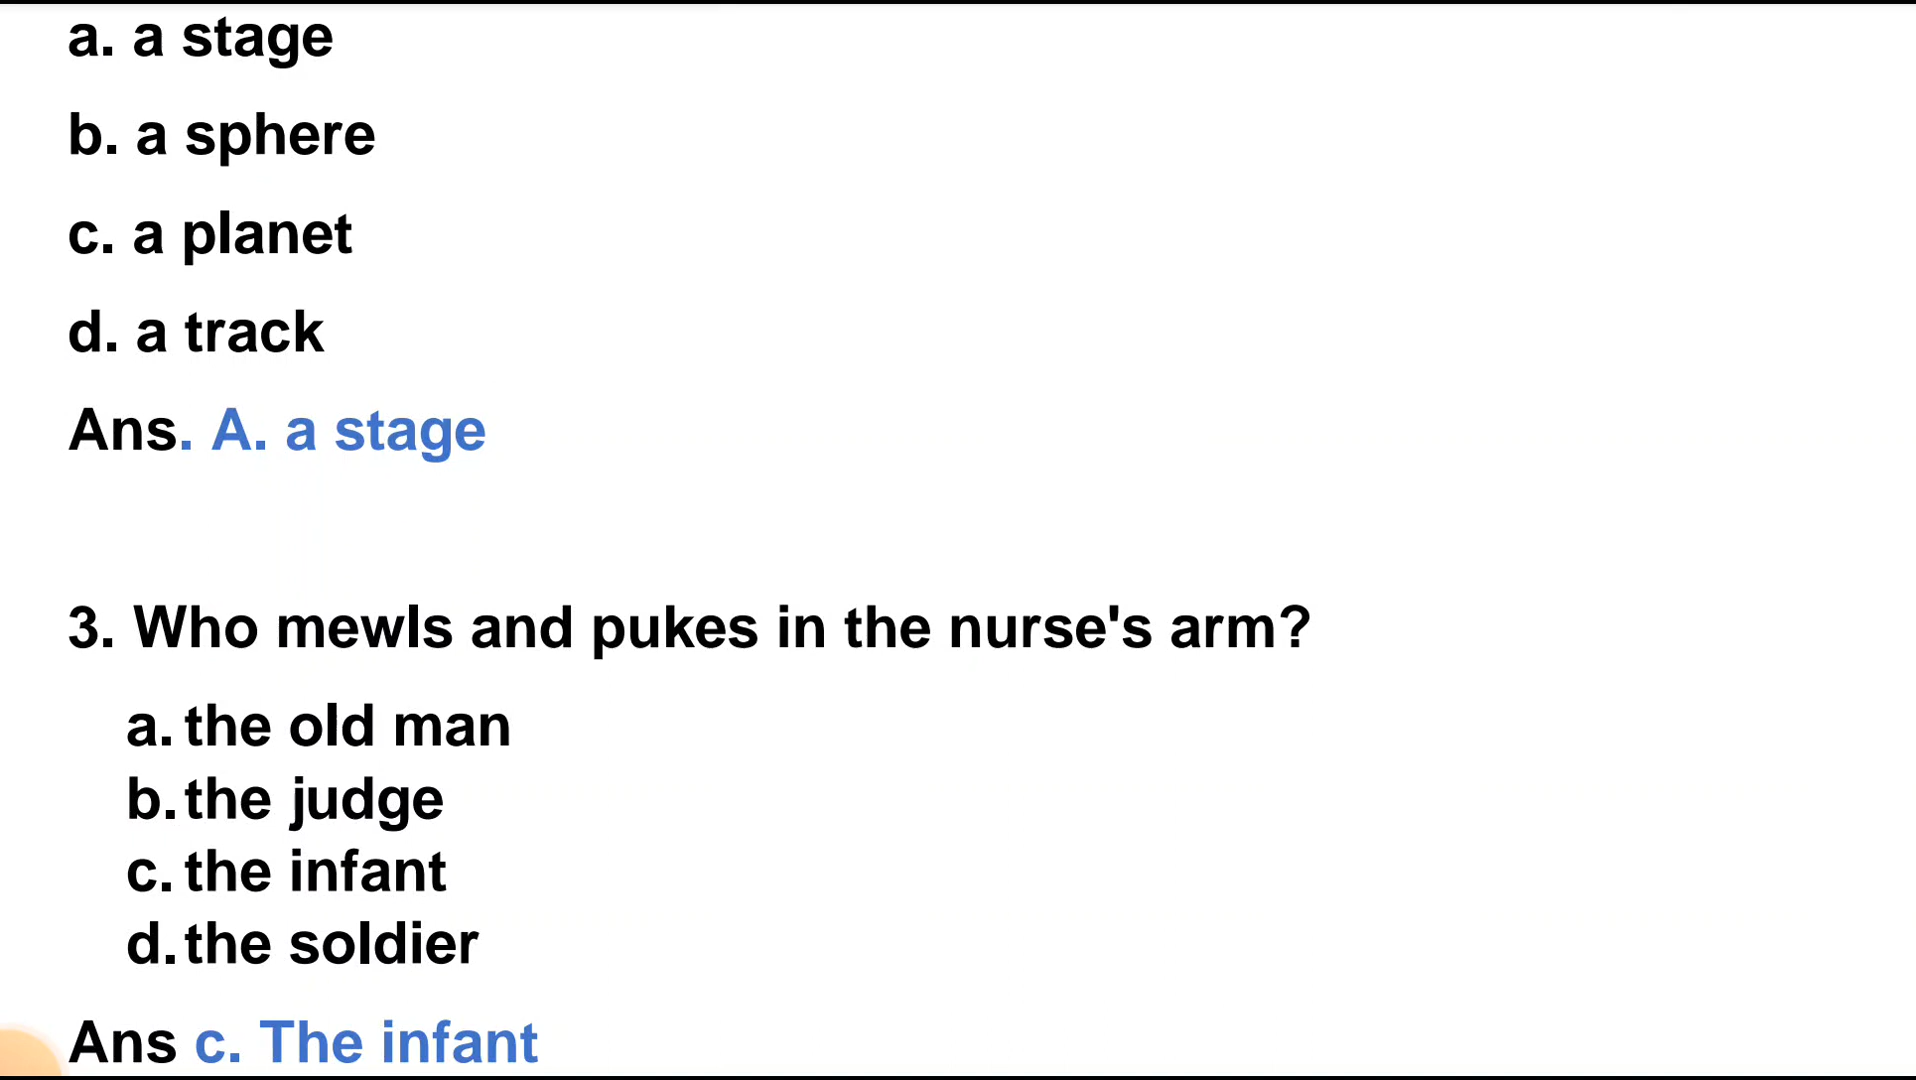 a. a stage
b. a sphere
c. a planet
d. a track
Ans. A. a stage
3. Who mewls and pukes in the nurse's arm?
a. the old man
b. the judge
c. the infant
d. the soldier
Ans c. The infant